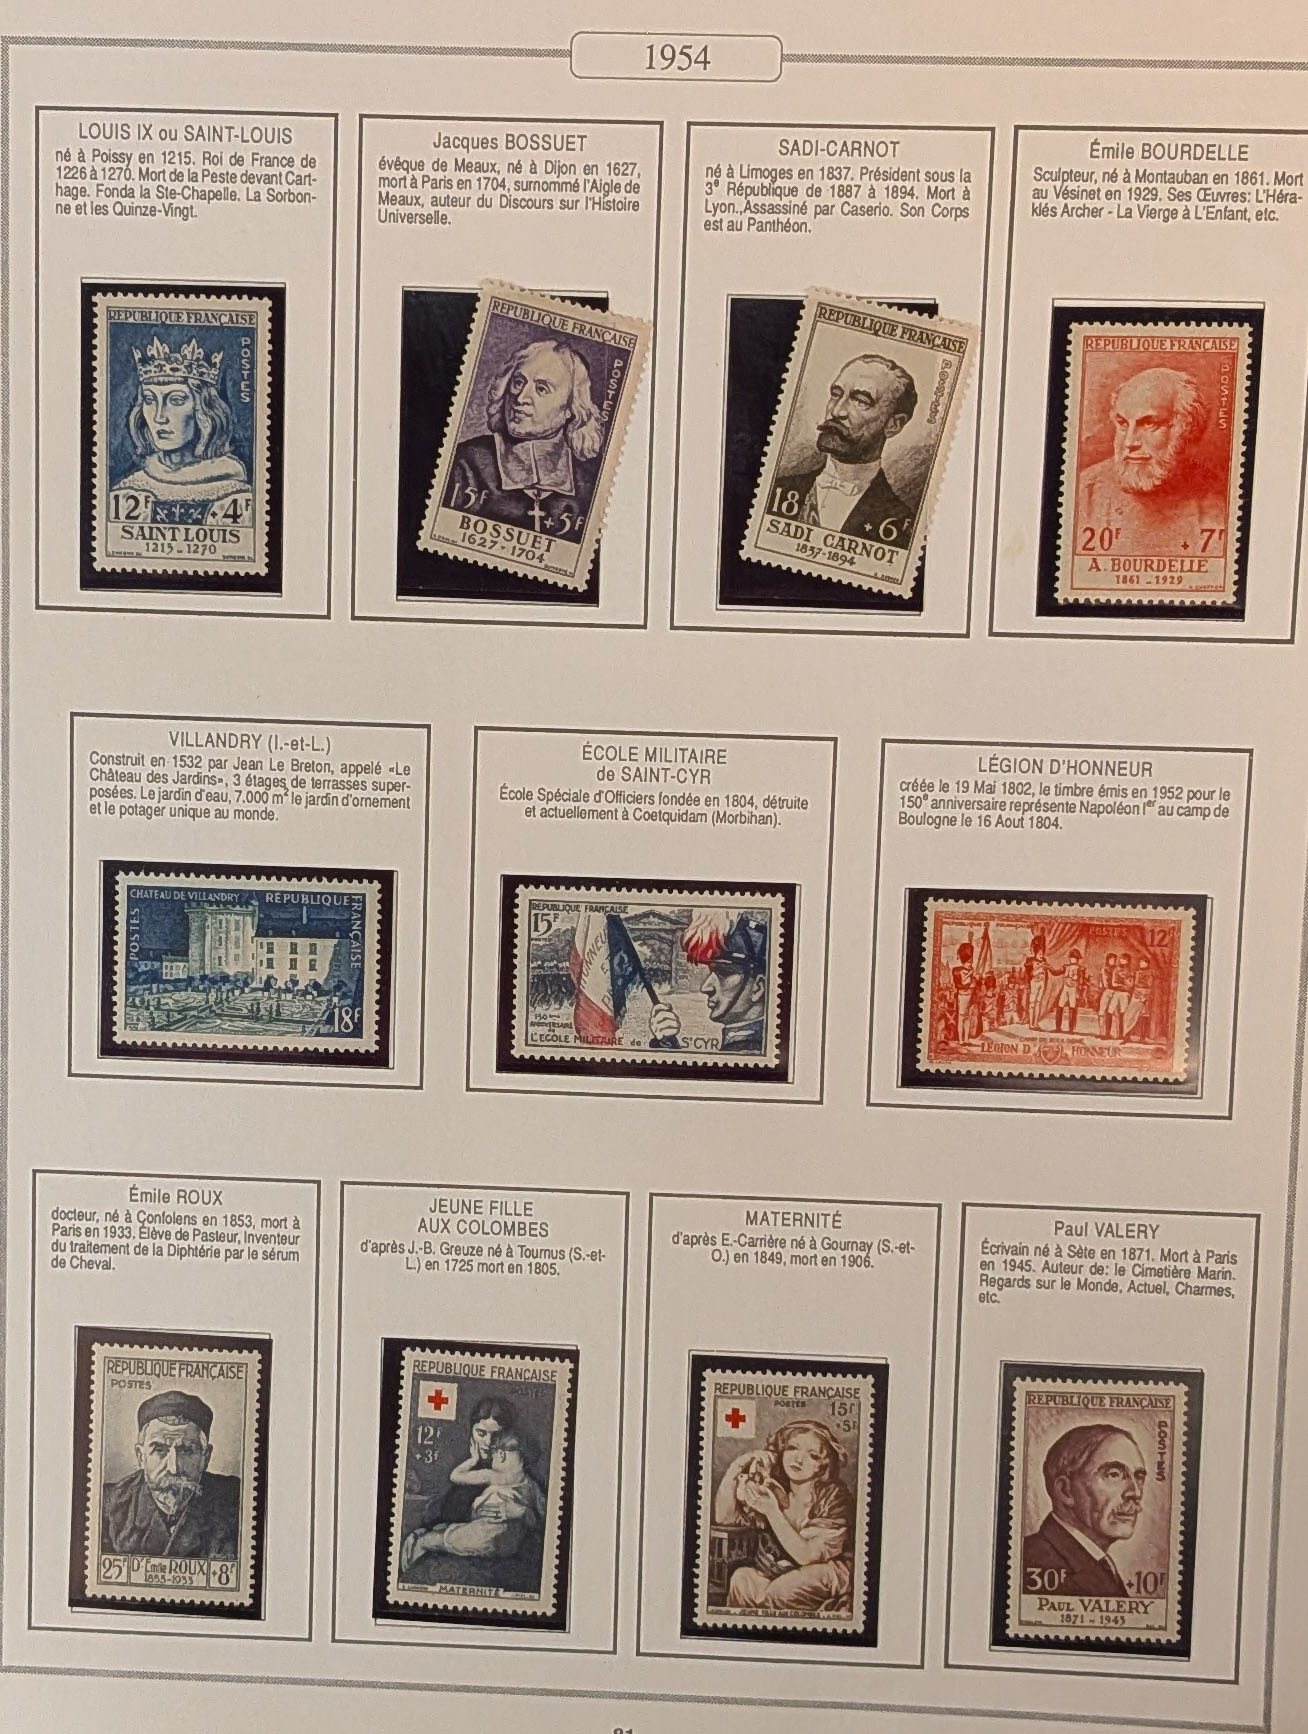 1954
LOUIS IX ou SAINT-LOUIS
né à Poissy en 1215. Roi de France de
1226 à 1270. Mort de la Peste devant Cart-
hage. Fonda la Ste-Chapelle. La Sorbon-
ne et les Quinze-Vingt.
Jacques BOSSUET
évêque de Meaux, né à Dijon en 1627,
mort à Paris en 1704, surnommé l'Aigle de
Meaux, auteur du Discours sur l'Histoire
Universelle.
SADI-CARNOT
né à Limoges en 1837. Président sous la
3e République de 1887 à 1894. Mort à
Lyon.,Assassiné par Caserio. Son Corps
est au Panthéon.
Émile BOURDELLE
Sculpteur, né à Montauban en 1861. Mort
au Vésinet en 1929. Ses Œuvres: L'Héra-
klés Archer - La Vierge à L'Enfant, etc.
REPUBLIQUE FRANÇAISE
POSTES
12F +4F
SAINT LOUIS
1215-1270
REPUBLIQUE FRANÇAISE
POSTES
15F +5F
BOSSUET
1627-1704
REPUBLIQUE FRANÇAISE
POSTES
18 +6F
SADI CARNOT
1837-1894
REPUBLIQUE FRANÇAISE
POSTES
20F +7F
A. BOURDELLE
1861-1929
VILLANDRY (I.-et-L.)
Construit en 1532 par Jean Le Breton, appelé «Le
Château des Jardins», 3 étages de terrasses super-
posées. Le jardin d'eau, 7.000 m2 le jardin d'ornement
et le potager unique au monde.
ÉCOLE MILITAIRE
de SAINT-CYR
École Spéciale d'Officiers fondée en 1804, détruite
et actuellement à Coetquidam (Morbihan).
LÉGION D'HONNEUR
créée le 19 Mai 1802, le timbre émis en 1952 pour le
150e anniversaire représente Napoléon Ier au camp de
Boulogne le 16 Aout 1804.
CHATEAU DE VILLANDRY RÉPUBLIQUE
FRANÇAISE
POSTES
18F
REPUBLIQUE FRANÇAISE
15F
POSTES
150ème
ANNIVERSAIRE
DE
L'ECOLE MILITAIRE de St CYR
POSTES 12F
LÉGION D' HONNEUR
Émile ROUX
docteur, né à Confolens en 1853, mort à
Paris en 1933. Élève de Pasteur, Inventeur
du traitement de la Diphtérie par le sérum
de Cheval.
JEUNE FILLE
AUX COLOMBES
d'après J.-B. Greuze né à Tournus (S.-et-
L.) en 1725 mort en 1805.
MATERNITÉ
d'après E.-Carrière né à Gournay (S.-et-
O.) en 1849, mort en 1906.
Paul VALERY
Écrivain né à Sète en 1871. Mort à Paris
en 1945. Auteur de: le Cimetière Marin.
Regards sur le Monde, Actuel, Charmes,
etc.
REPUBLIQUE FRANÇAISE
POSTES
25F Dr Emile ROUX +8F
1853-1933
REPUBLIQUE FRANÇAISE
POSTES
12F
+3F
MATERNITÉ
REPUBLIQUE FRANÇAISE
POSTES
15F
+5F
JEUNE FILLE AUX COLOMBES
REPUBLIQUE FRANÇAISE
POSTES
30F +10F
PAUL VALERY
1871-1945